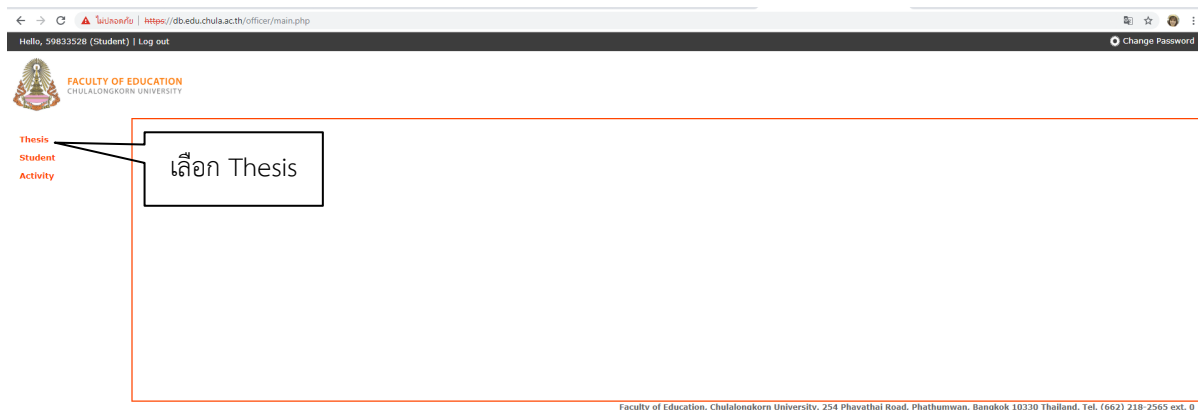 ไม่ปลอดภัย | https://db.edu.chula.ac.th/officer/main.php
Hello, 59833528 (Student) | Log out
Change Password
FACULTY OF EDUCATION
CHULALONGKORN UNIVERSITY
Thesis
Student
Activity
เลือก Thesis
Faculty of Education, Chulalongkorn University, 254 Phayathai Road, Phathumwan, Bangkok 10330 Thailand. Tel. (662) 218-2565 ext. 0